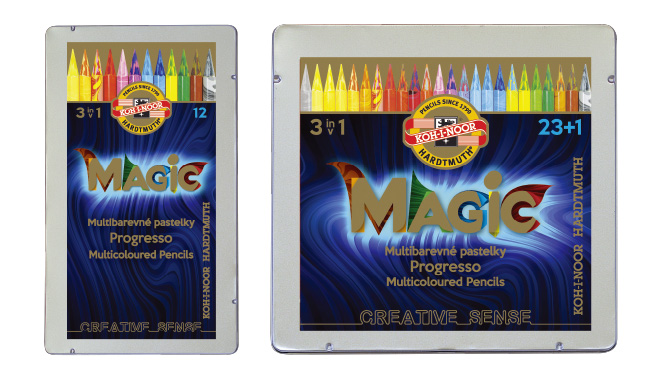 3 in 1
v
12
PENCILS SINCE 1790
KOH-I-NOOR
HARDTMUTH
MAGIC
Multibarevné pastelky
Progresso
Multicoloured Pencils
KOH-I-NOOR HARDTMUTH
CREATIVE SENSE
3 in 1
v
23+1
PENCILS SINCE 1790
KOH-I-NOOR
HARDTMUTH
MAGIC
Multibarevné pastelky
Progresso
Multicoloured Pencils
KOH-I-NOOR HARDTMUTH
CREATIVE SENSE